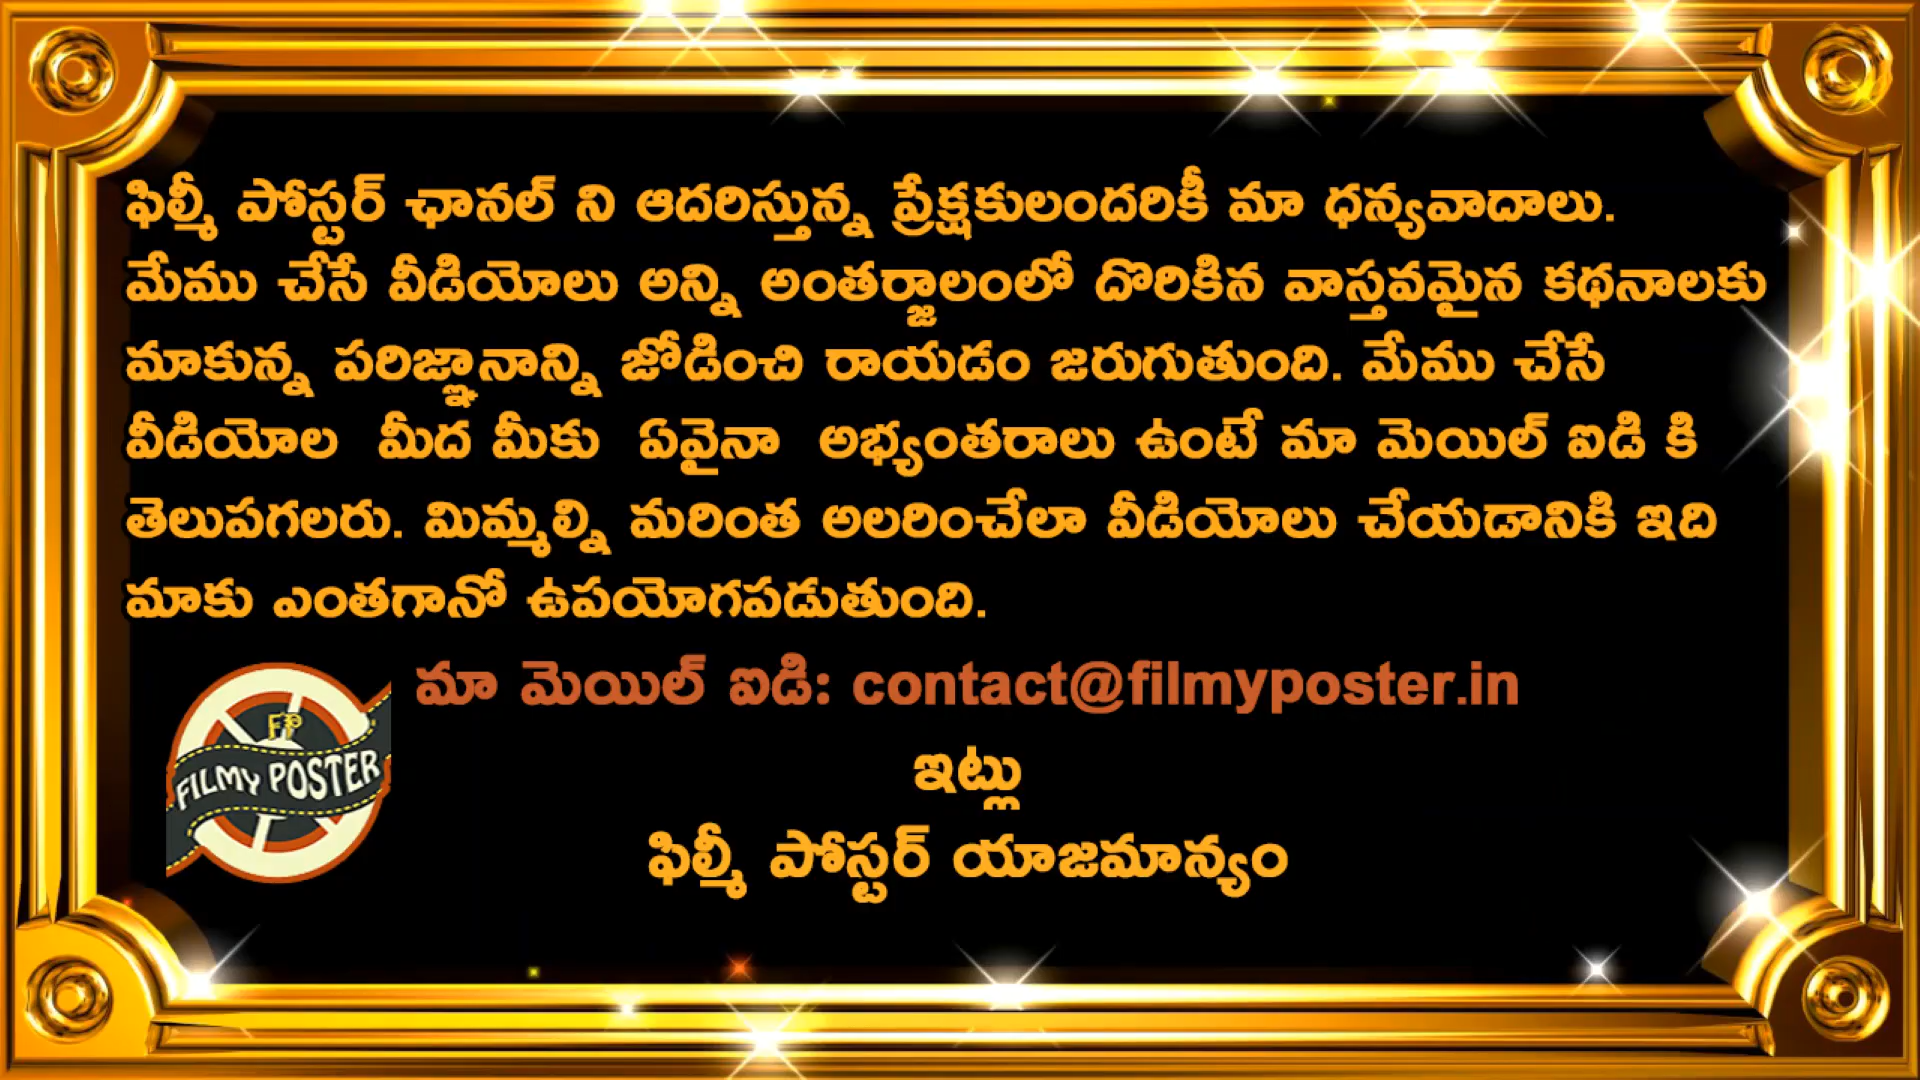 ఫిల్మీ పోస్టర్ ఛానల్ ని ఆదరిస్తున్న ప్రేక్షకులందరికీ మా ధన్యవాదాలు.
మేము చేసే వీడియోలు అన్ని అంతర్జాలంలో దొరికిన వాస్తవమైన కథనాలకు
మాకున్న పరిజ్ఞానాన్ని జోడించి రాయడం జరుగుతుంది. మేము చేసే
వీడియోల మీద మీకు ఏవైనా అభ్యంతరాలు ఉంటే మా మెయిల్ ఐడి కి
తెలుపగలరు. మిమ్మల్ని మరింత అలరించేలా వీడియోలు చేయడానికి ఇది
మాకు ఎంతగానో ఉపయోగపడుతుంది.
మా మెయిల్ ఐడి: contact@filmyposter.in
FP
FILMY POSTER
ఇట్లు
ఫిల్మీ పోస్టర్ యాజమాన్యం